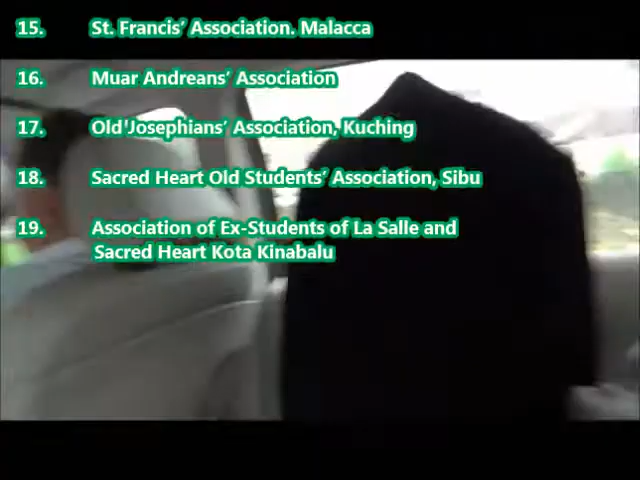 15. St. Francis’ Association. Malacca
16. Muar Andreans’ Association
17. Old Josephians’ Association, Kuching
18. Sacred Heart Old Students’ Association, Sibu
19. Association of Ex-Students of La Salle and
Sacred Heart Kota Kinabalu